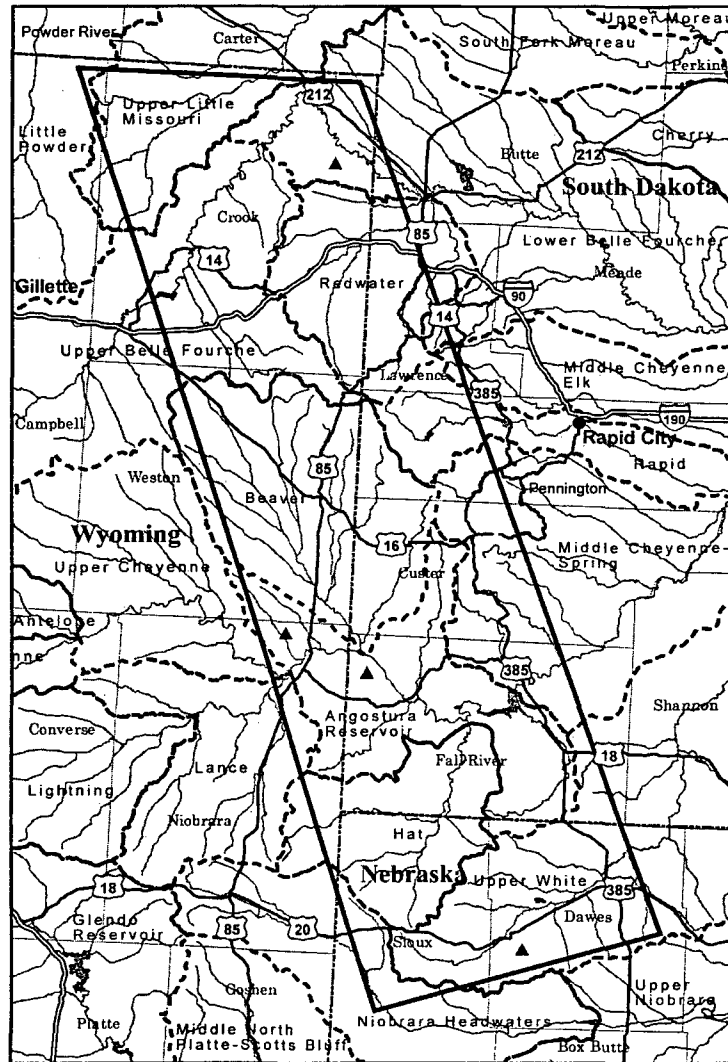 Powder River
Carter
Upper Moreau
South Fork Moreau
Perkins
Upper Little
Missouri
212
Little
Powder
Cherry
Butte
212
South Dakota
Crook
85
14
Lower Belle Fourche
Meade
Gillette
Redwater
90
14
Upper Belle Fourche
Middle Cheyenne
Elk
Lawrence
385
Campbell
190
Rapid City
85
Rapid
Weston
Beaver
Pennington
Wyoming
16
Middle Cheyenne-
Spring
Upper Cheyenne
Custer
Antelope
385
Shannon
Angostura
Reservoir
Converse
18
Fall River
Lance
Lightning
Niobrara
Hat
Nebraska
Upper White
18
385
Glendo
Reservoir
85
20
Dawes
Sioux
Goshen
Upper
Niobrara
Platte
Middle North
Platte-Scotts Bluff
Niobrara Headwaters
Box Butte